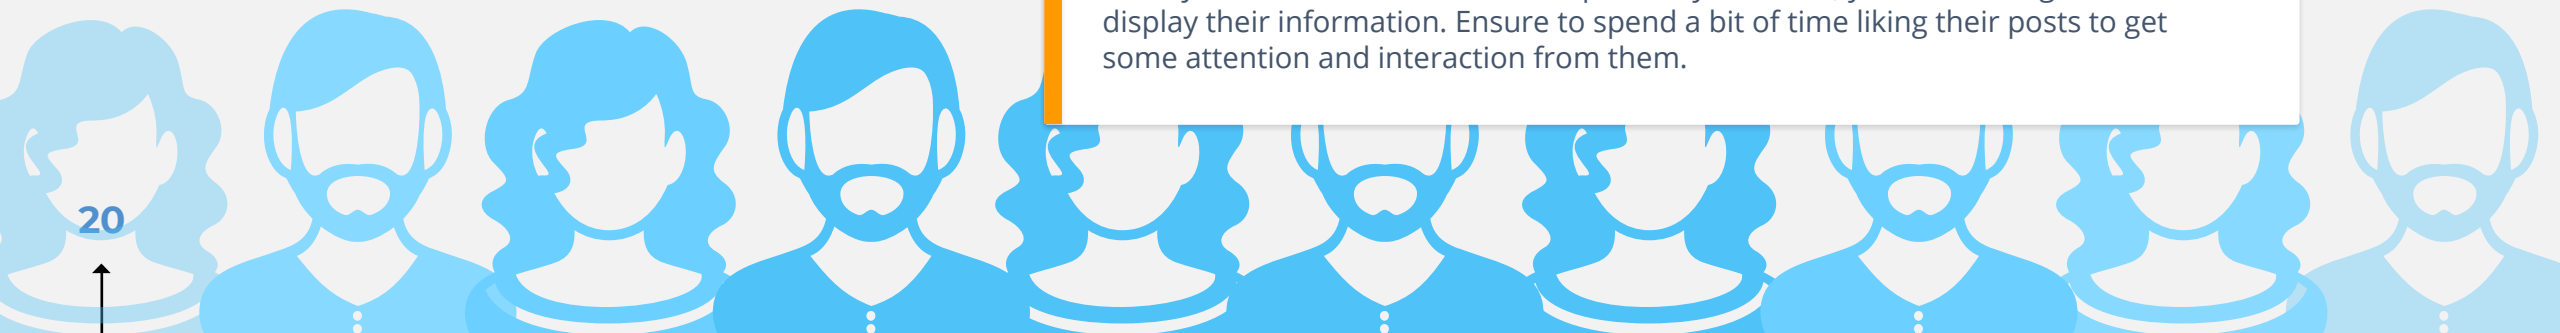 display their information. Ensure to spend a bit of time liking their posts to get
some attention and interaction from them.
20